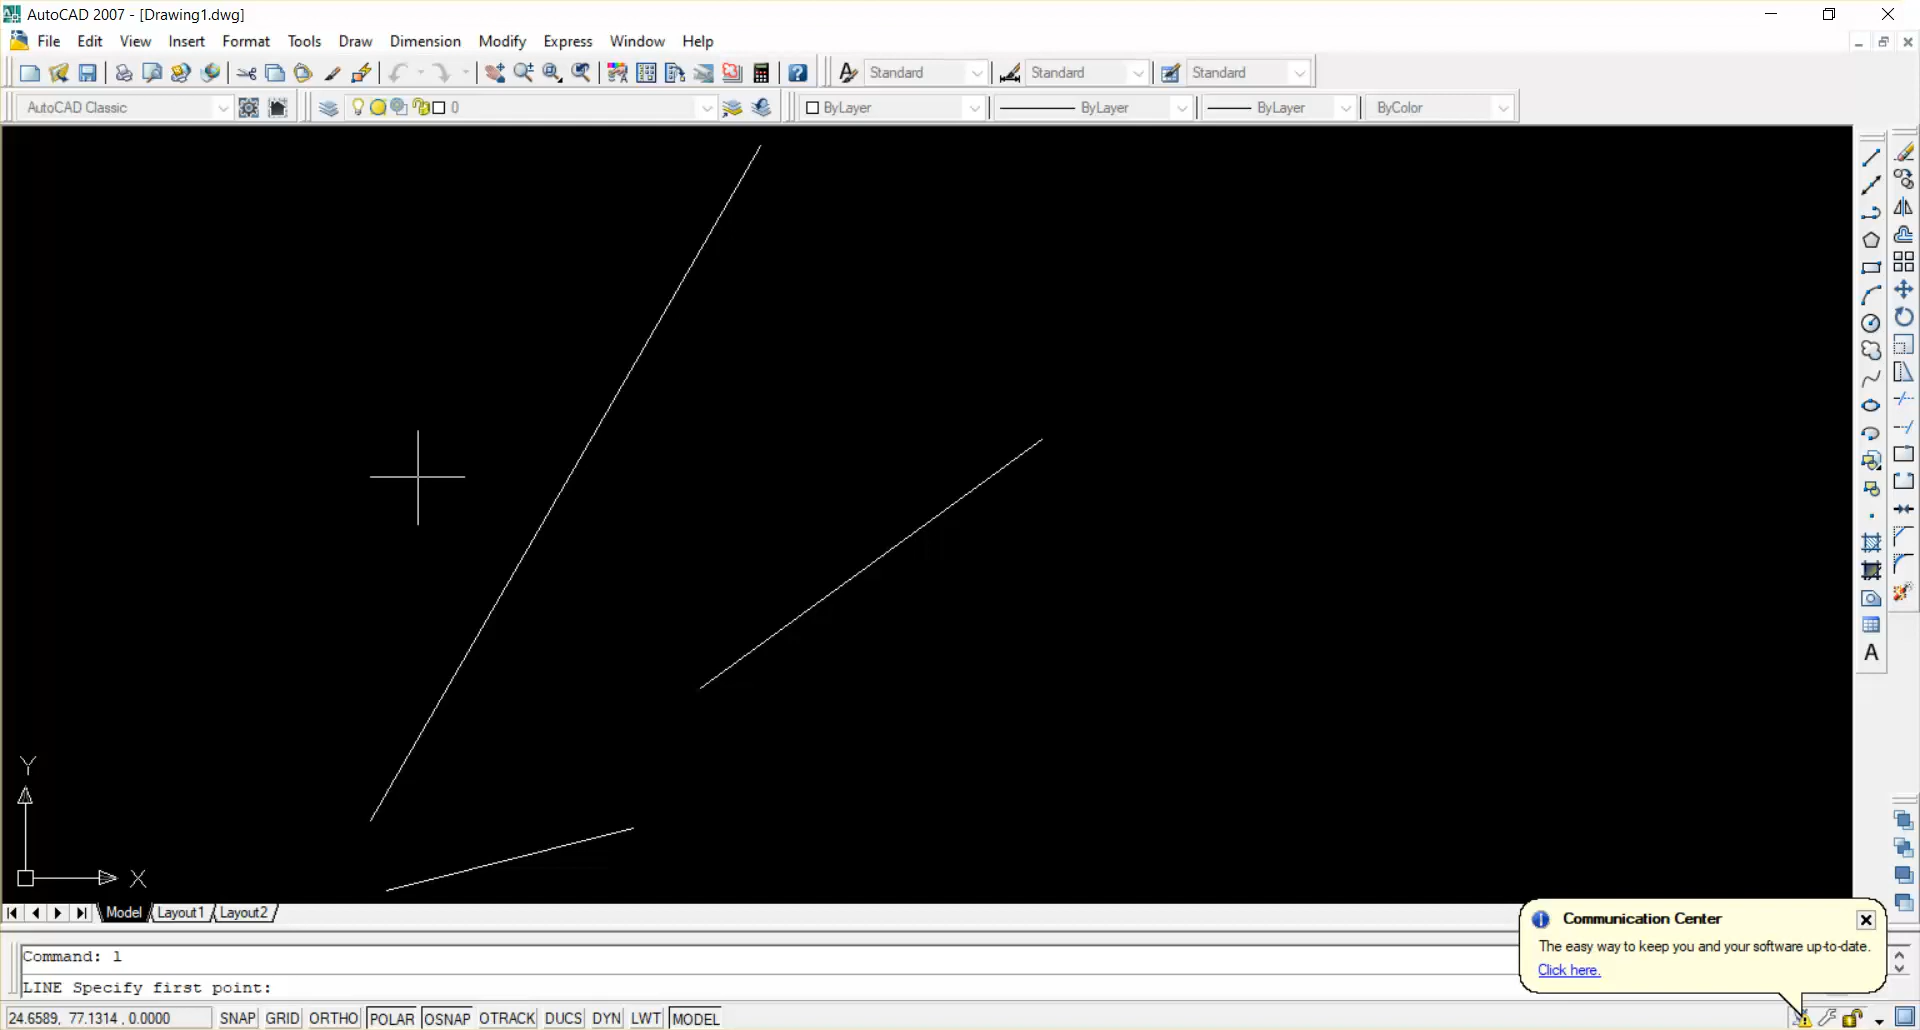 AutoCAD 2007 - [Drawing1.dwg]
File Edit View Insert Format Tools Draw Dimension Modify Express Window Help
Standard Standard Standard
AutoCAD Classic 0 ByLayer ByLayer ByLayer ByColor
A
Y
X
Model Layout1 Layout2
Communication Center
The easy way to keep you and your software up-to-date.
Click here.
Command: l
LINE Specify first point:
24.6589, 77.1314 , 0.0000 SNAP GRID ORTHO POLAR OSNAP OTRACK DUCS DYN LWT MODEL